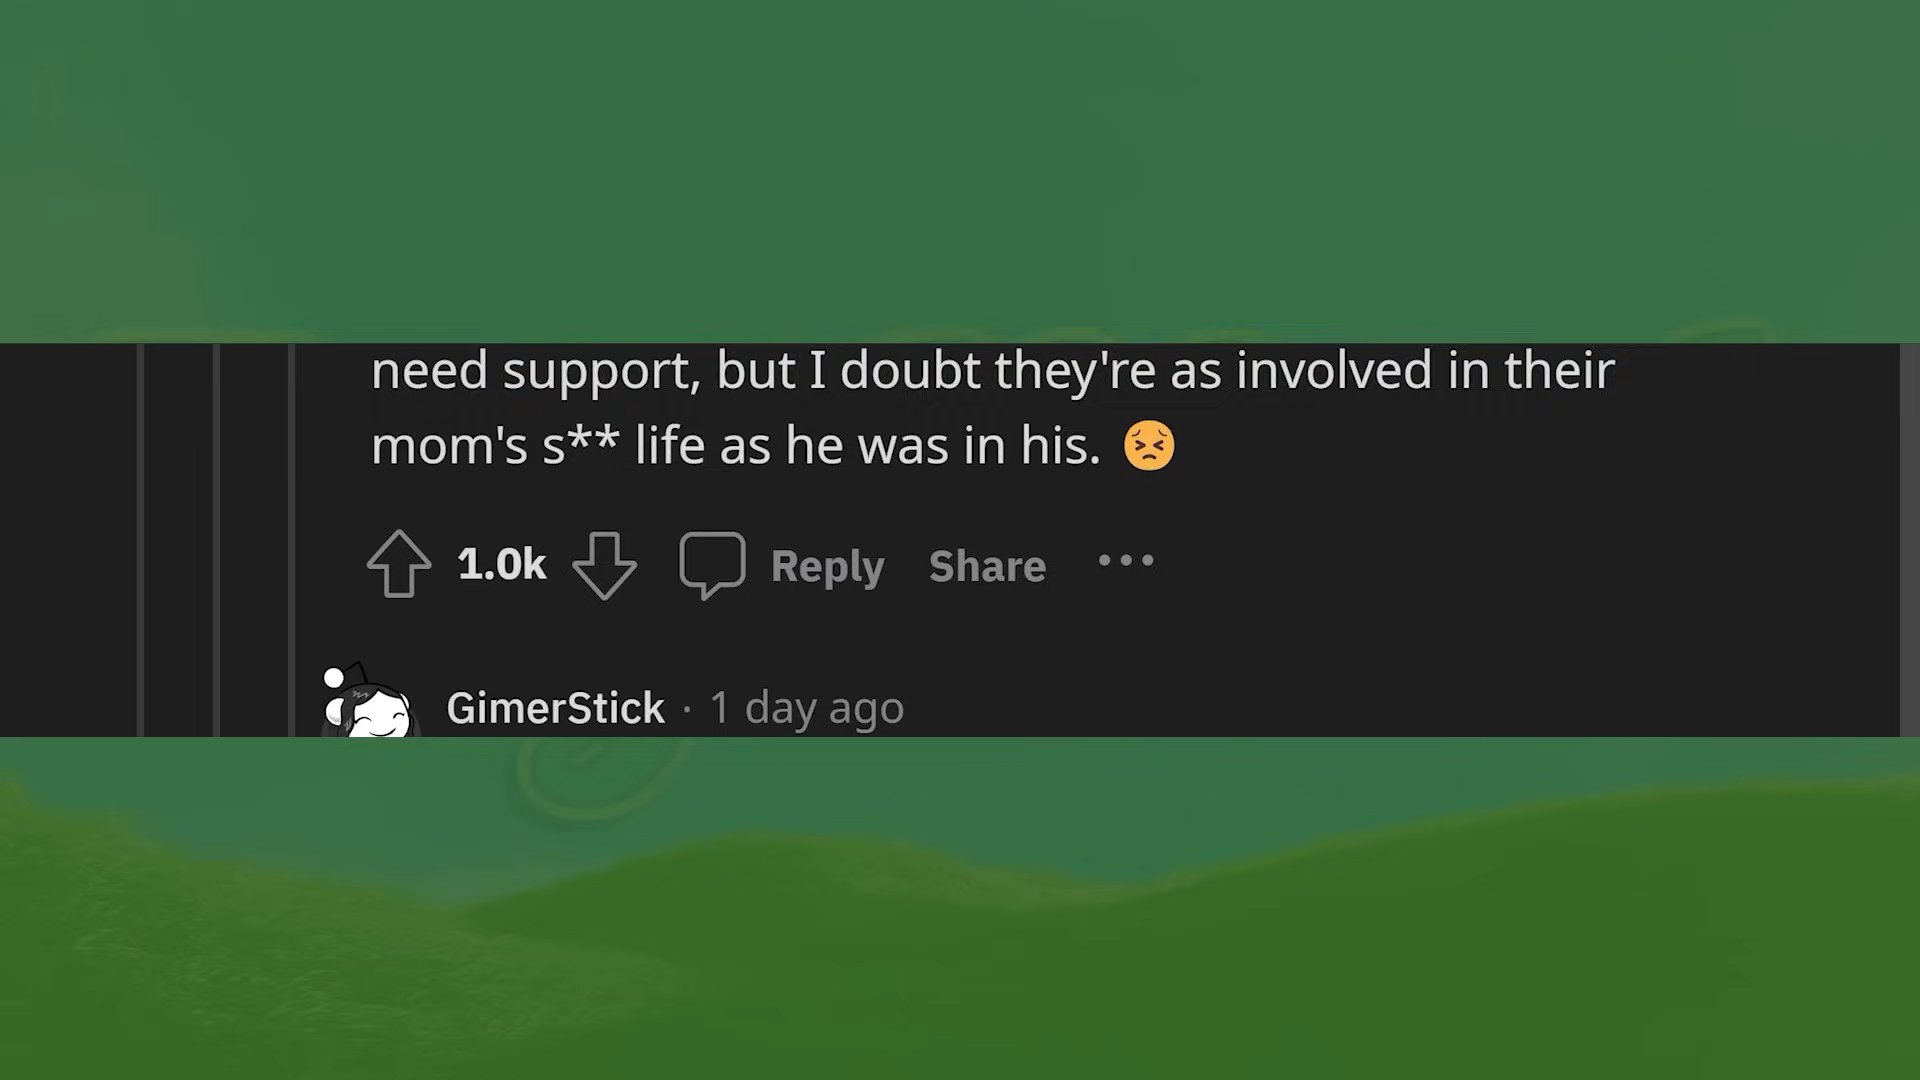 need support, but I doubt they're as involved in their
mom's s** life as he was in his. 😣
1.0k Reply Share •••
GimerStick · 1 day ago